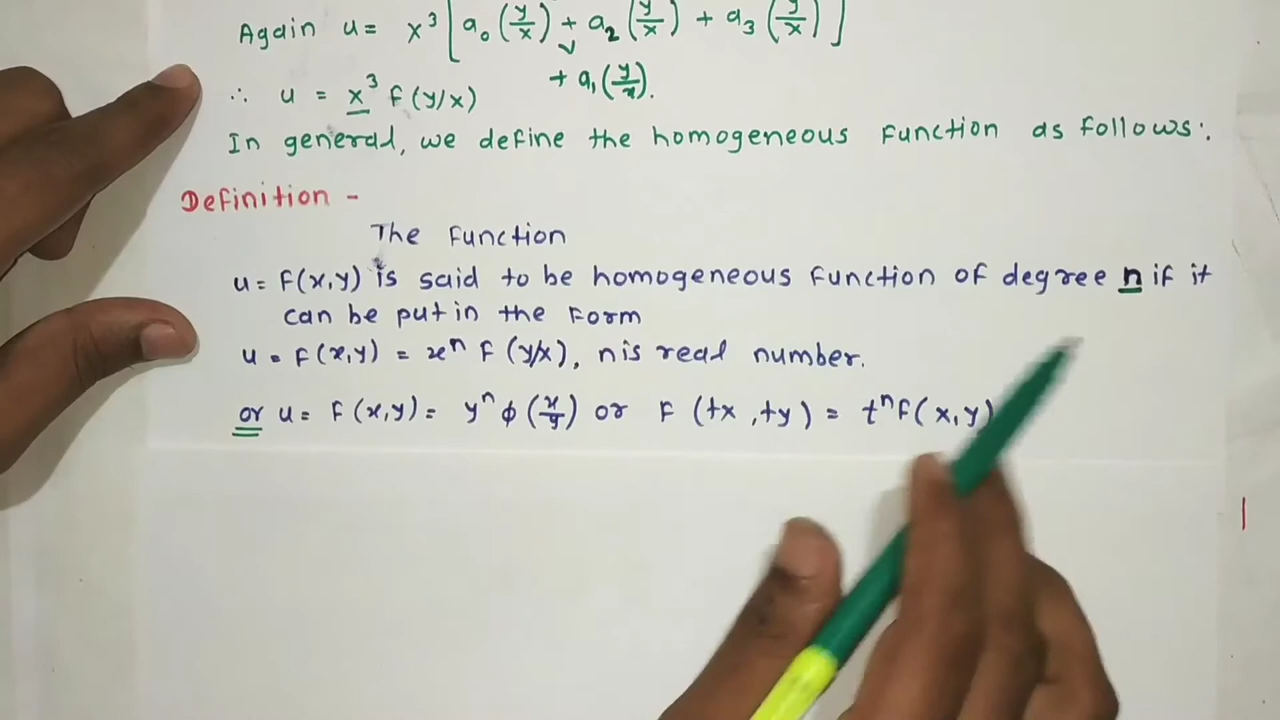 Again u = x³ [a₀ (y/x) + a₂ (y/x) + a₃ (y/x)]
+ a₁ (y/x).
∴ u = x³ f (y/x)
In general, we define the homogeneous function as follows:.
Definition -
The function
u = f(x,y) is said to be homogeneous function of degree n if it
can be put in the form
u = f(x,y) = xⁿ f (y/x), n is real number.
or u = f(x,y) = yⁿ ϕ (x/y) or f (tx, ty) = tⁿ f(x,y)